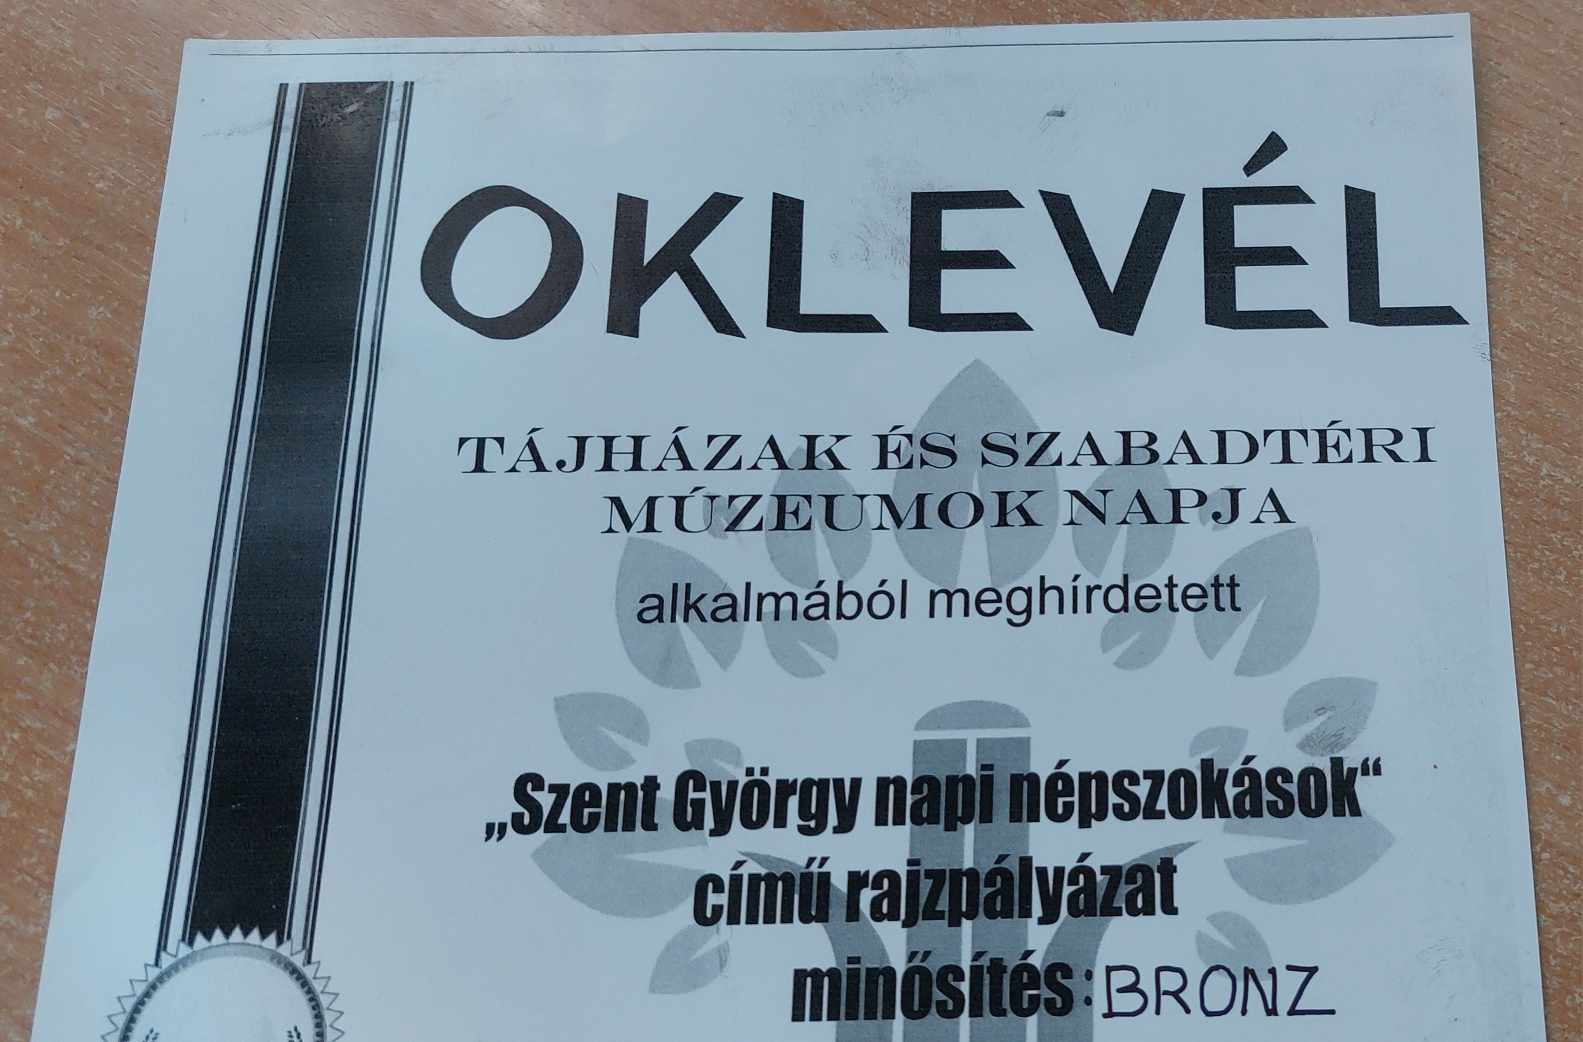 OKLEVÉL
TÁJHÁZAK ÉS SZABADTÉRI
MÚZEUMOK NAPJA
alkalmából meghírdetett
„Szent György napi népszokások“
című rajzpályázat
minősítés: BRONZ